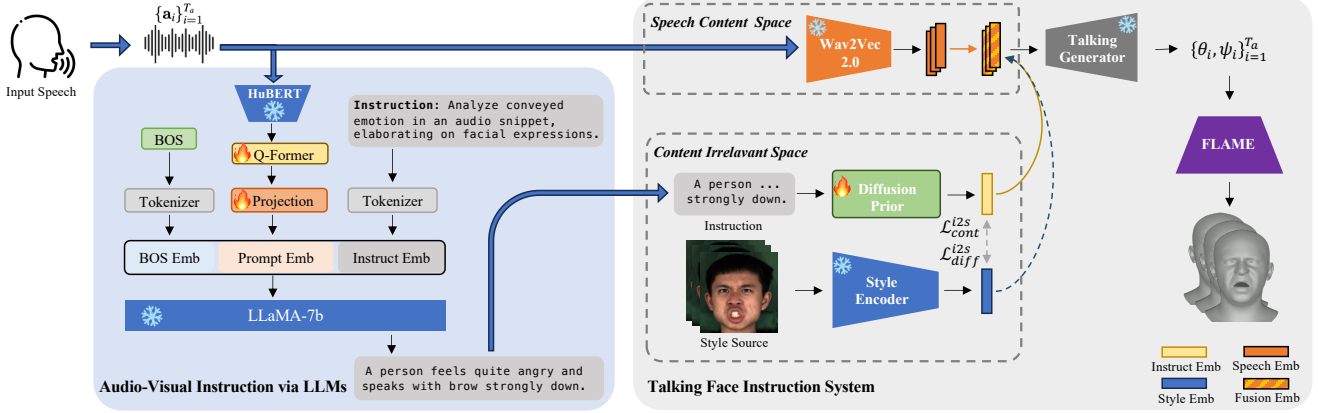 Input Speech
{a_i}_{i=1}^{T_a}
HuBERT
Instruction: Analyze conveyed
emotion in an audio snippet,
elaborating on facial expressions.
BOS
Q-Former
Tokenizer
Projection
Tokenizer
BOS Emb
Prompt Emb
Instruct Emb
LLaMA-7b
A person feels quite angry and
speaks with brow strongly down.
Audio-Visual Instruction via LLMs
Speech Content Space
Wav2Vec
2.0
Talking
Generator
{θ_i, ψ_i}_{i=1}^{T_a}
FLAME
Content Irrelavant Space
A person ...
strongly down.
Instruction
Diffusion
Prior
L_{cont}^{i2s}
L_{diff}^{i2s}
Style
Encoder
Style Source
Talking Face Instruction System
Instruct Emb
Speech Emb
Style Emb
Fusion Emb